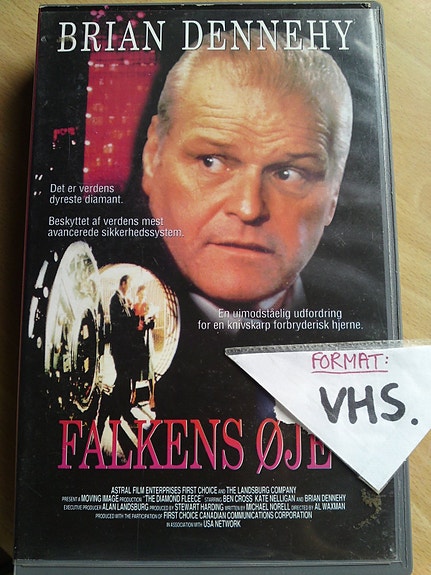 BRIAN DENNEHY
Det er verdens
dyreste diamant.
Beskyttet af verdens mest
avancerede sikkerhedssystem.
En uimodståelig udfordring
for en knivskarp forbryderisk hjerne.
FORMAT:
VHS.
FALKENS ØJE
ASTRAL FILM ENTERPRISES FIRST CHOICE AND THE LANDSBURG COMPANY
PRESENT A MOVING IMAGE PRODUCTION "THE DIAMOND FLEECE" STARRING BEN CROSS KATE NELLIGAN AND BRIAN DENNEHY
EXECUTIVE PRODUCER ALAN LANDSBURG PRODUCED BY STEWART HARDING WRITTEN BY MICHAEL NORELL DIRECTED BY AL WAXMAN
PRODUCED WITH THE PARTICIPATION OF FIRST CHOICE CANADIAN COMMUNICATIONS CORPORATION
IN ASSOCIATION WITH USA NETWORK